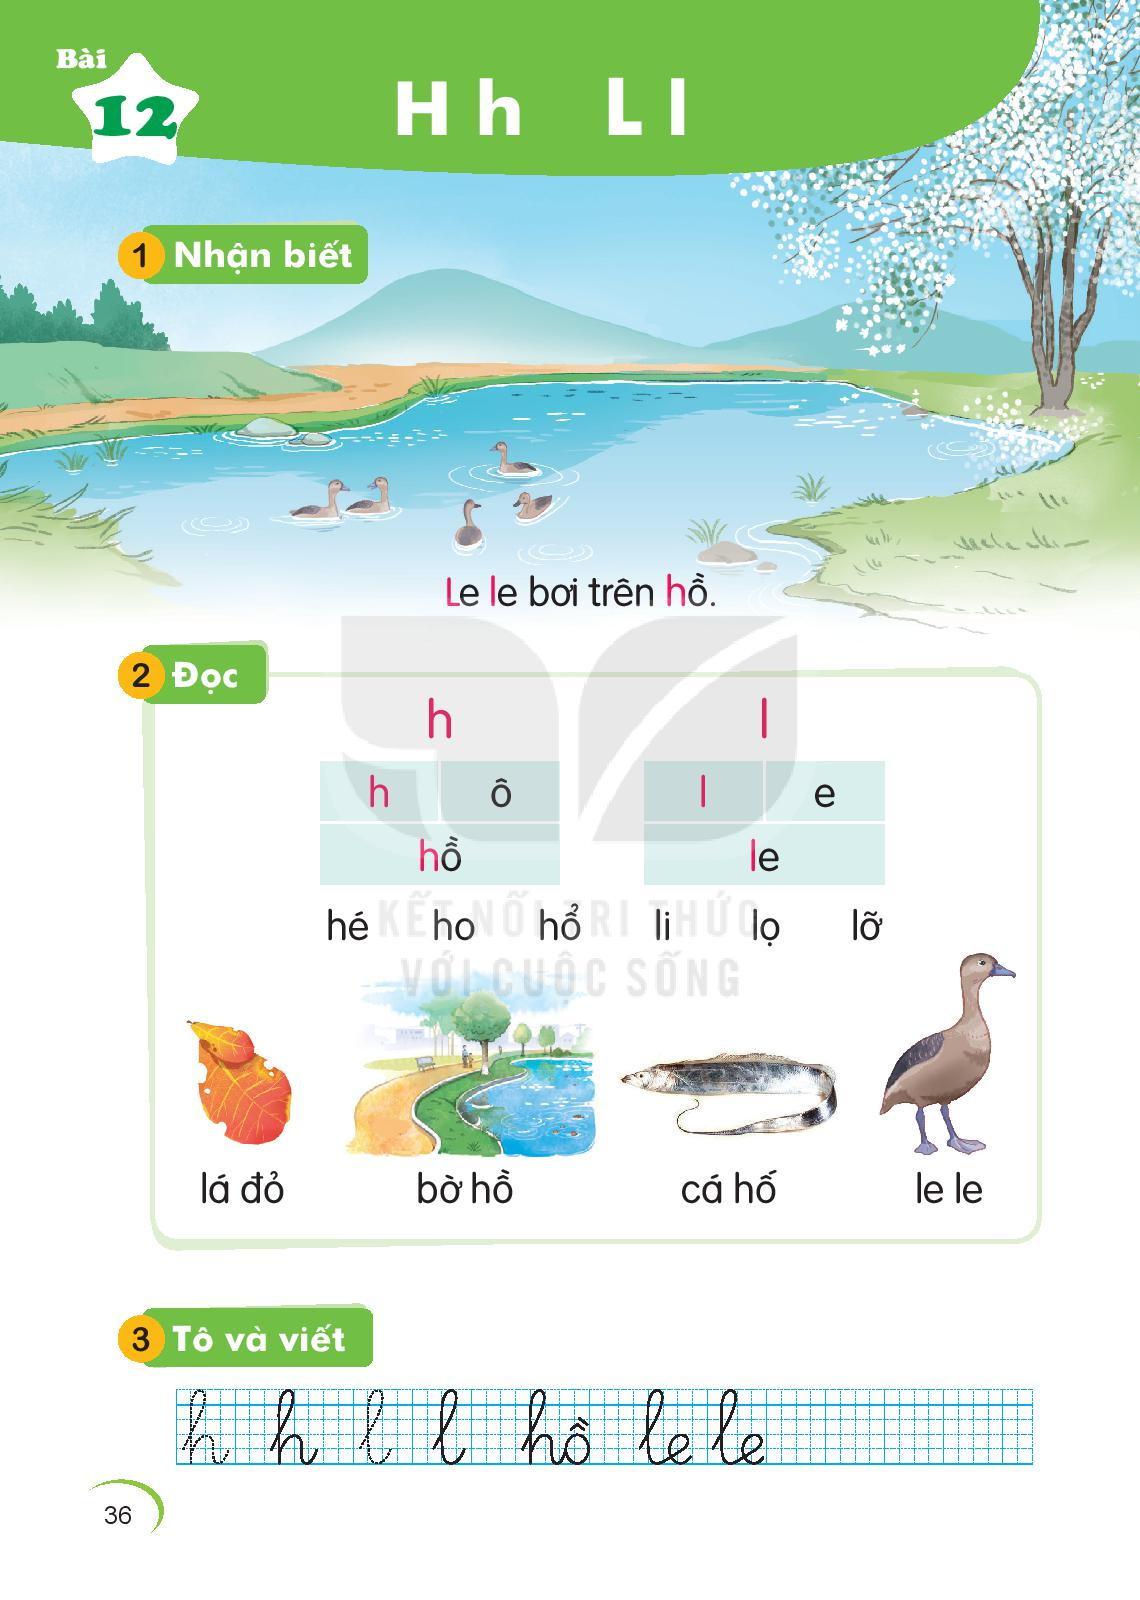 Bài
12
H h L l
1 Nhận biết
Le le bơi trên hồ.
2 Đọc
h l
h ô l e
hồ le
hé ho hổ li lọ lỡ
KẾT NỐI TRI THỨC
VỚI CUỘC SỐNG
lá đỏ bờ hồ cá hố le le
3 Tô và viết
h h l l hồ le le
36